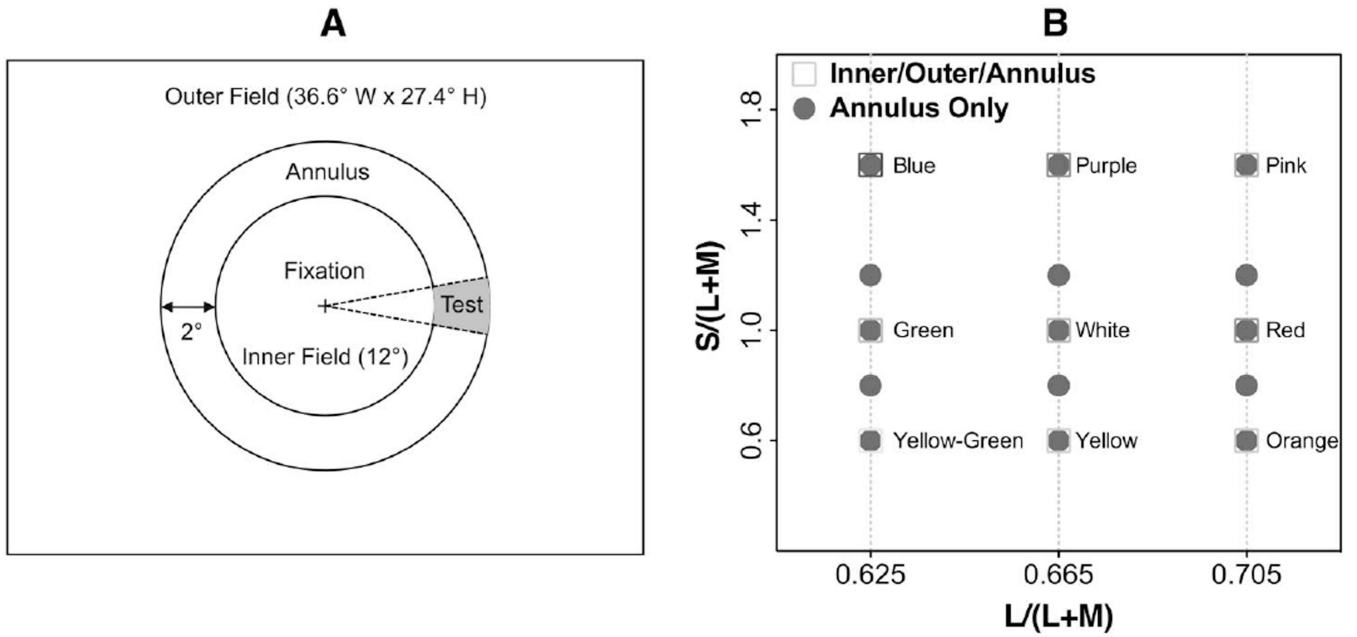 A
Outer Field (36.6° W x 27.4° H)
Annulus
Fixation
Test
2°
Inner Field (12°)
B
Inner/Outer/Annulus
Annulus Only
S/(L+M)
1.8
1.4
1.0
0.6
Blue
Purple
Pink
Green
White
Red
Yellow-Green
Yellow
Orange
0.625
0.665
0.705
L/(L+M)